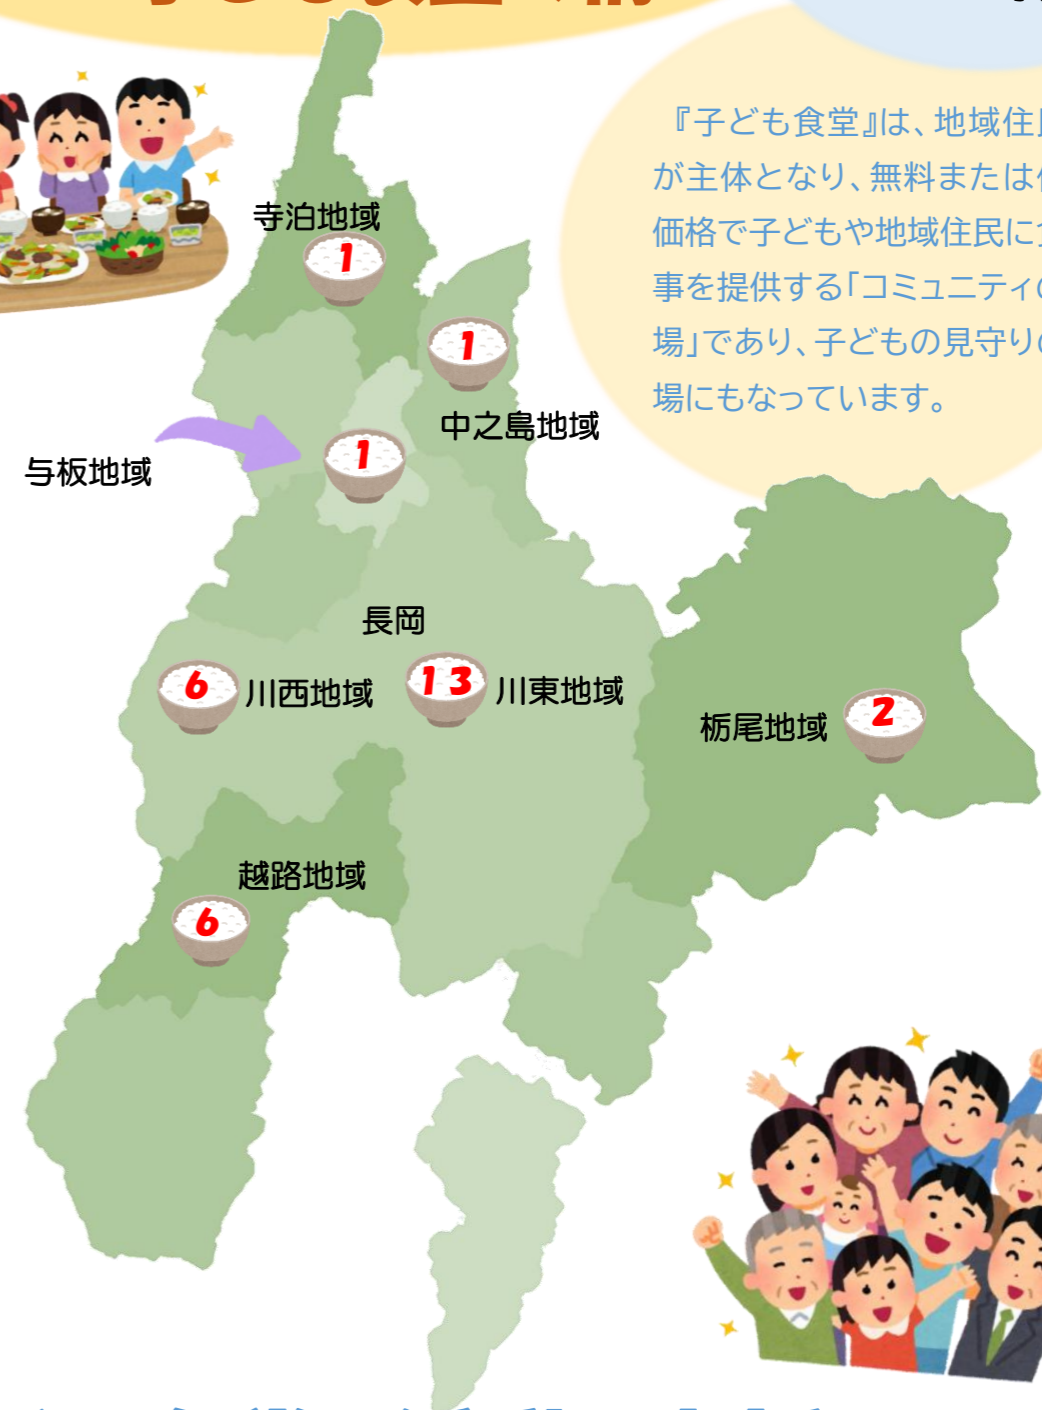 『子ども食堂』は、地域住
が主体となり、無料または
価格で子どもや地域住民に
事を提供する「コミュニティの
場」であり、子どもの見守りの
場にもなっています。
寺泊地域
1
1
中之島地域
与板地域
1
長岡
6 川西地域
13 川東地域
栃尾地域 2
越路地域
6